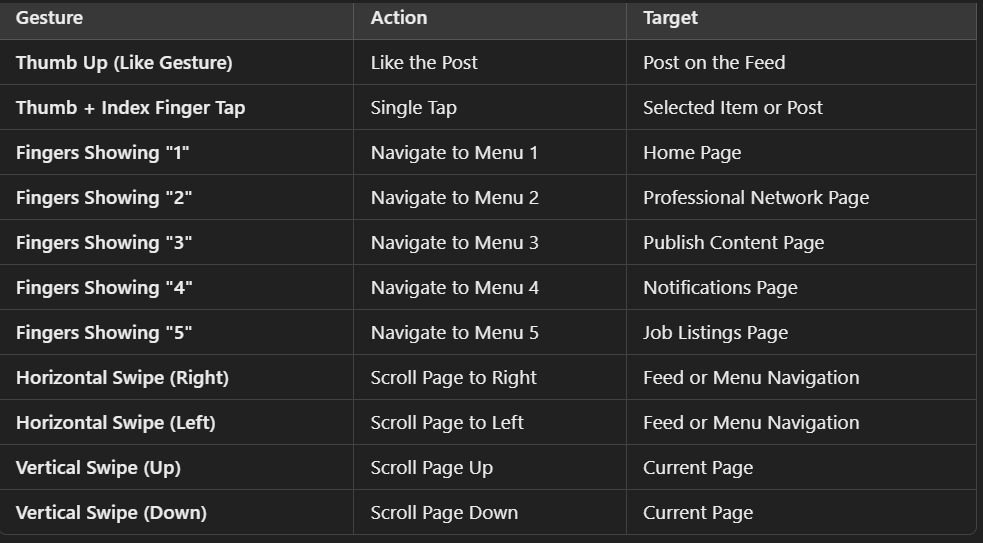 Gesture Action Target
Thumb Up (Like Gesture) Like the Post Post on the Feed
Thumb + Index Finger Tap Single Tap Selected Item or Post
Fingers Showing "1" Navigate to Menu 1 Home Page
Fingers Showing "2" Navigate to Menu 2 Professional Network Page
Fingers Showing "3" Navigate to Menu 3 Publish Content Page
Fingers Showing "4" Navigate to Menu 4 Notifications Page
Fingers Showing "5" Navigate to Menu 5 Job Listings Page
Horizontal Swipe (Right) Scroll Page to Right Feed or Menu Navigation
Horizontal Swipe (Left) Scroll Page to Left Feed or Menu Navigation
Vertical Swipe (Up) Scroll Page Up Current Page
Vertical Swipe (Down) Scroll Page Down Current Page